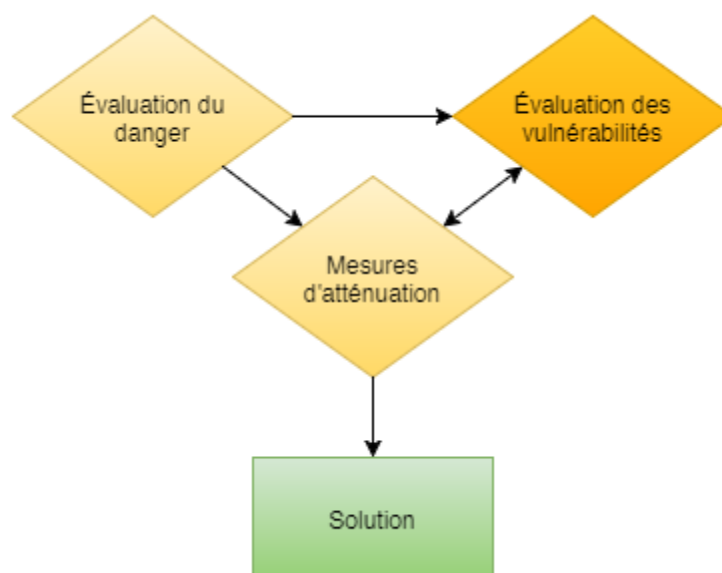 Évaluation du
danger
Évaluation des
vulnérabilités
Mesures
d'atténuation
Solution